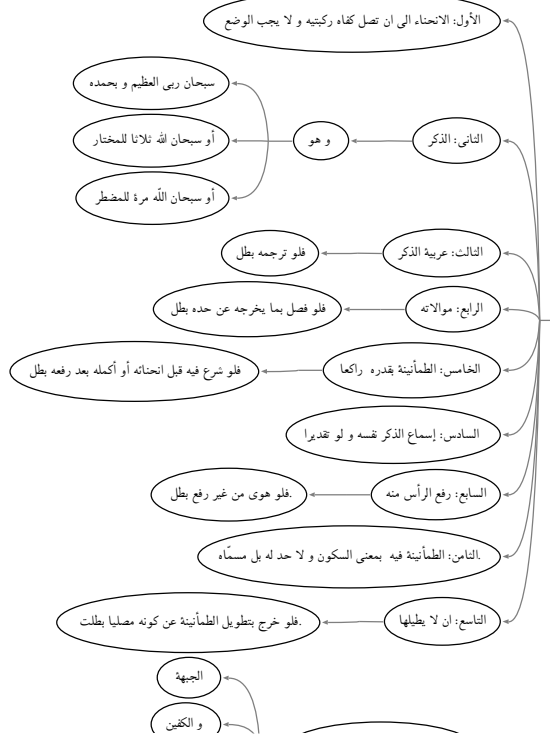 الأول: الانحناء الى ان تصل كفاه ركبتيه و لا يجب الوضع
الثانى: الذكر
و هو
سبحان ربى العظيم و بحمده
أو سبحان الله ثلاثا للمختار
أو سبحان اللّه مرة للمضطر
الثالث: عربية الذكر
فلو ترجمه بطل
الرابع: موالاته
فلو فصل بما يخرجه عن حده بطل
الخامس: الطمأنينة بقدره راكعا
فلو شرع فيه قبل انحنائه أو أكمله بعد رفعه بطل
السادس: إسماع الذكر نفسه و لو تقديرا
السابع: رفع الرأس منه
.فلو هوى من غير رفع بطل
.الثامن: الطمأنينة فيه بمعنى السكون و لا حد له بل مسمّاه
التاسع: ان لا يطيلها
.فلو خرج بتطويل الطمأنينة عن كونه مصليا بطلت
الجبهة
و الكفين